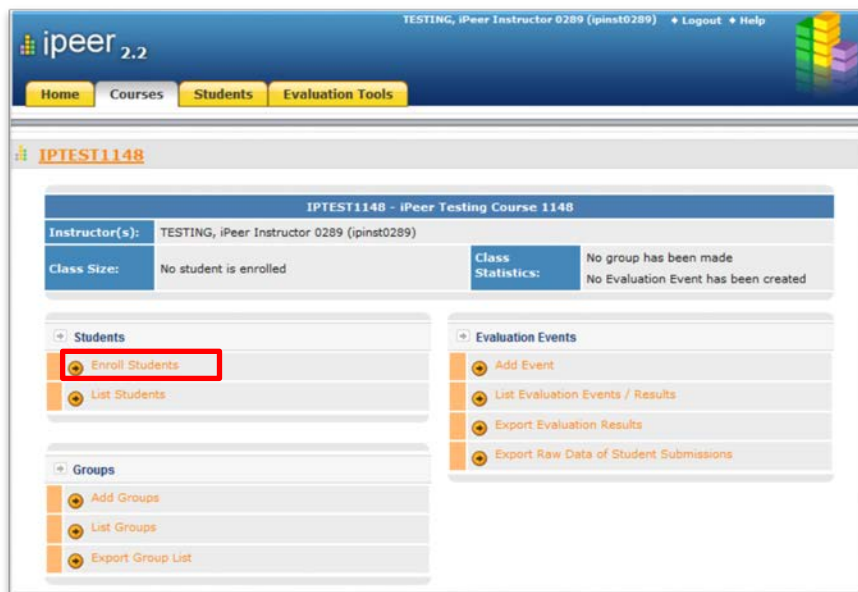 TESTING, iPeer Instructor 0289 (ipinst0289) Logout Help
ipeer 2.2
Home Courses Students Evaluation Tools
IPTEST1148
IPTEST1148 - iPeer Testing Course 1148
Instructor(s): TESTING, iPeer Instructor 0289 (ipinst0289)
Class Size: No student is enrolled
Class Statistics: No group has been made
No Evaluation Event has been created
Students
Enroll Students
List Students
Groups
Add Groups
List Groups
Export Group List
Evaluation Events
Add Event
List Evaluation Events / Results
Export Evaluation Results
Export Raw Data of Student Submissions